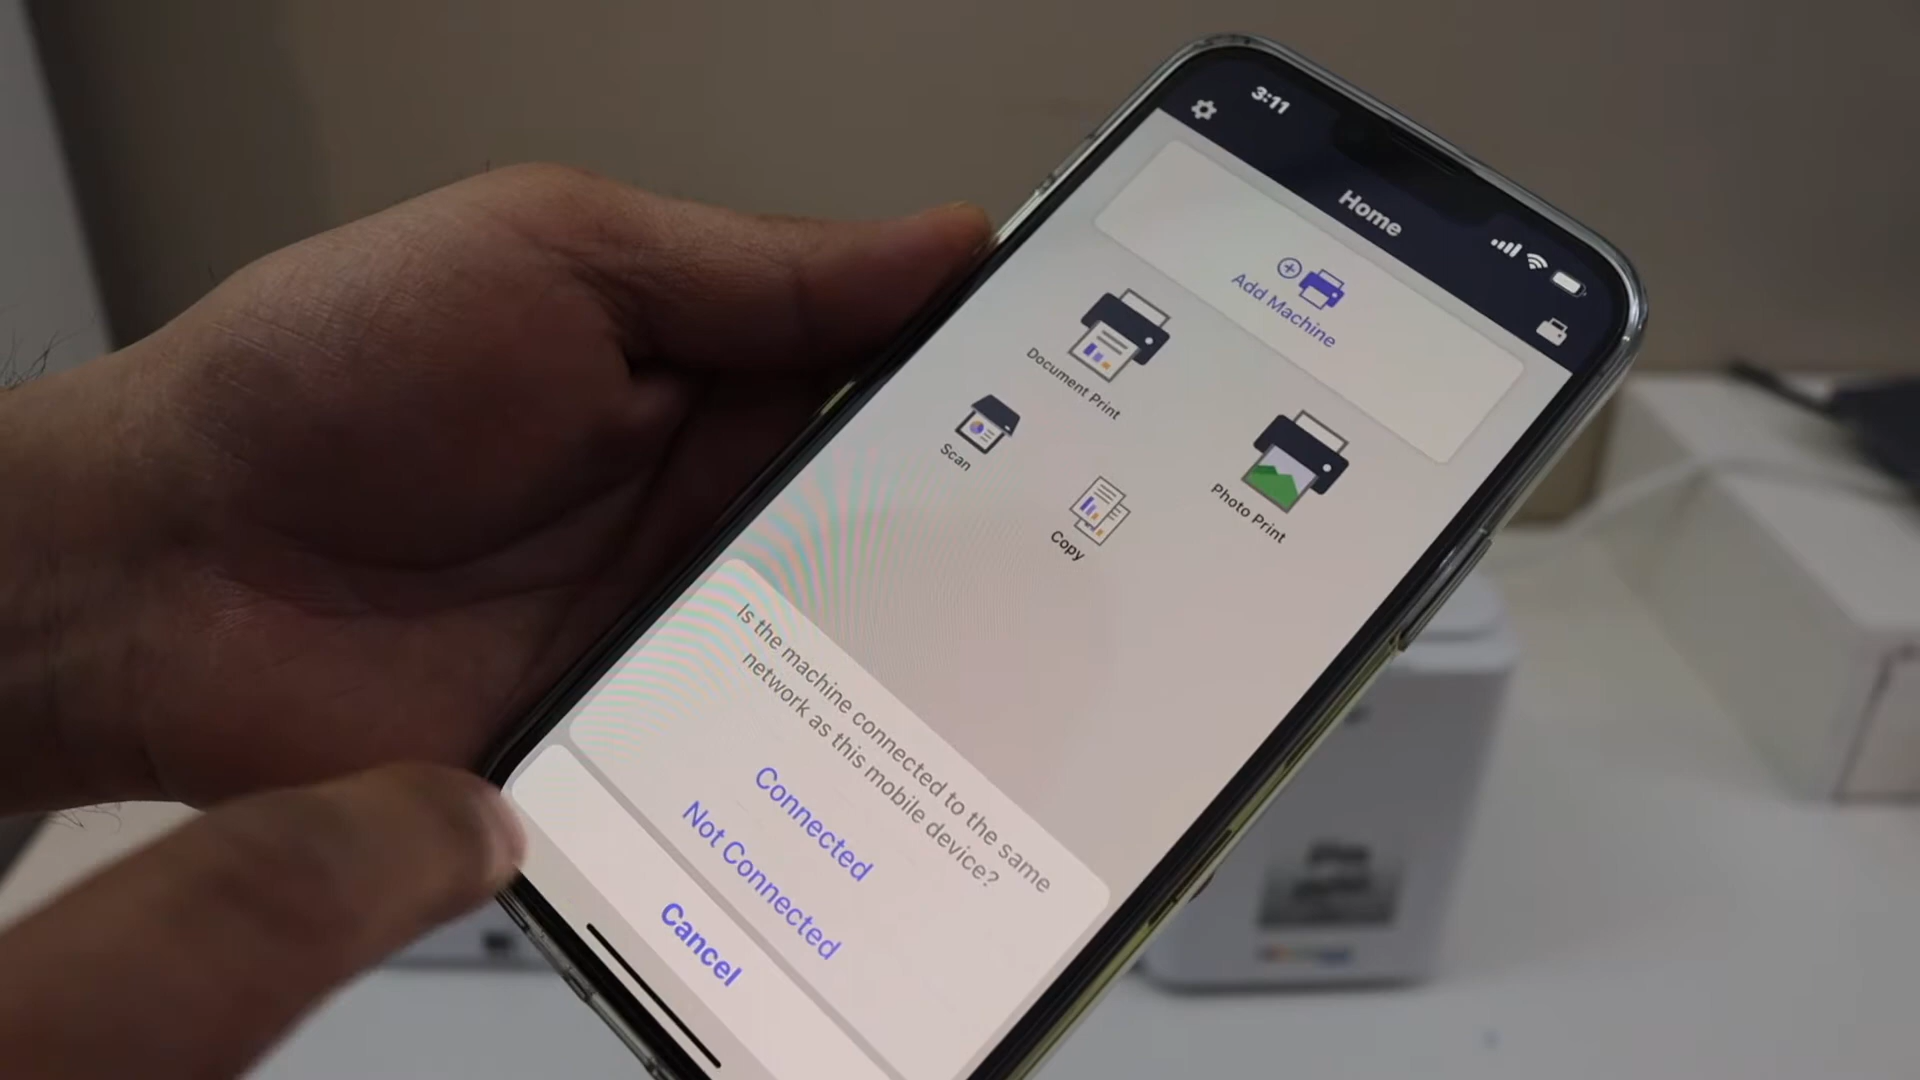 3:11
Home
Add Machine
Document Print
Photo Print
Scan
Copy
Is the machine connected to the same
network as this mobile device?
Connected
Not Connected
Cancel